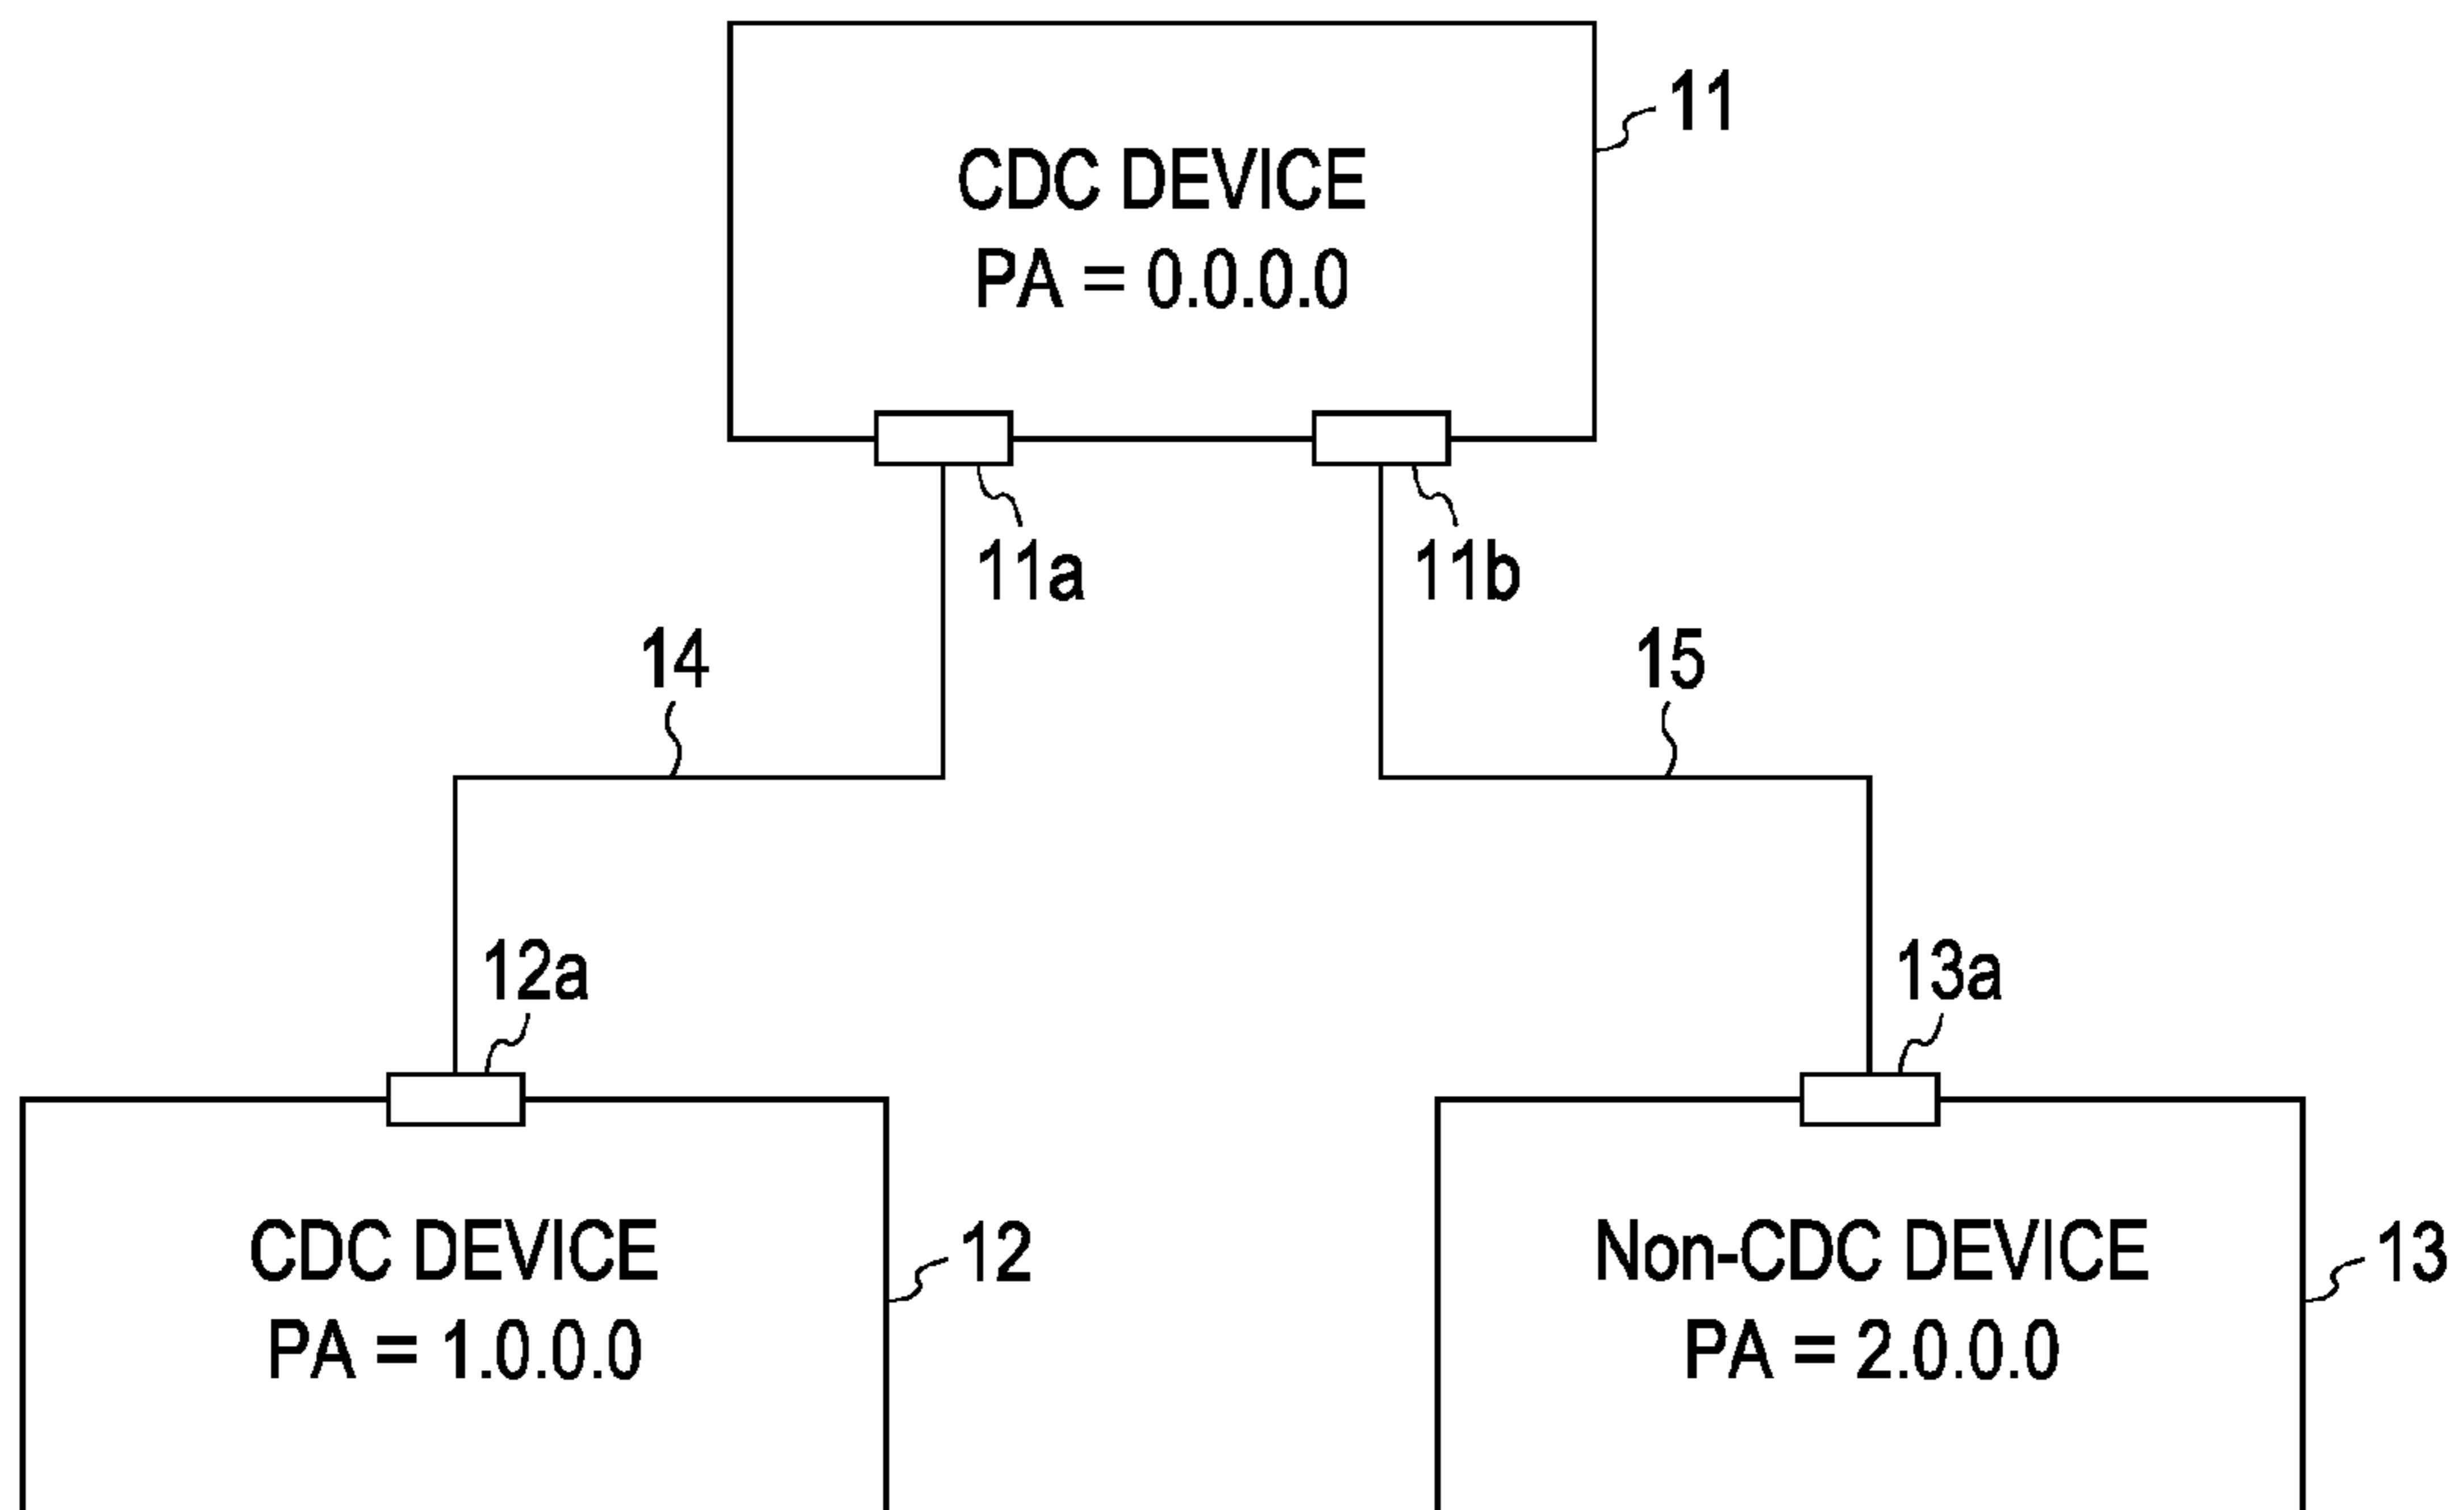 11
CDC DEVICE
PA = 0.0.0.0
11a
11b
14
15
12a
13a
CDC DEVICE
PA = 1.0.0.0
12
Non-CDC DEVICE
PA = 2.0.0.0
13